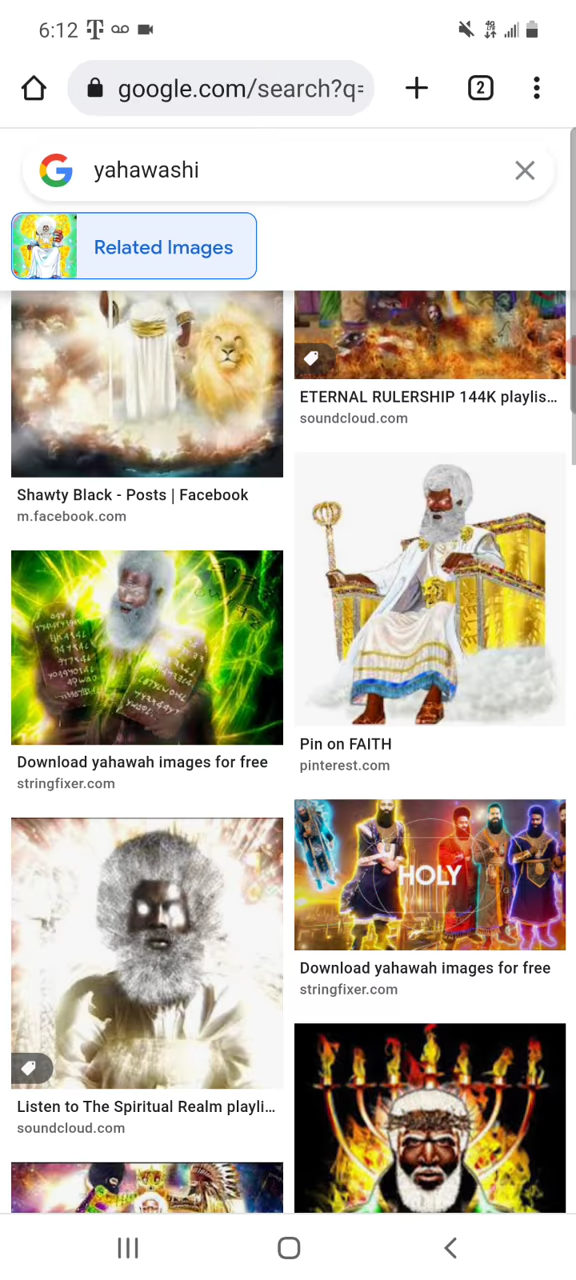 6:12
google.com/search?q=
2
yahawashi
Related Images
ETERNAL RULERSHIP 144K playlis...
soundcloud.com
Shawty Black - Posts | Facebook
m.facebook.com
Download yahawah images for free
stringfixer.com
Pin on FAITH
pinterest.com
HOLY
Download yahawah images for free
stringfixer.com
Listen to The Spiritual Realm playli...
soundcloud.com